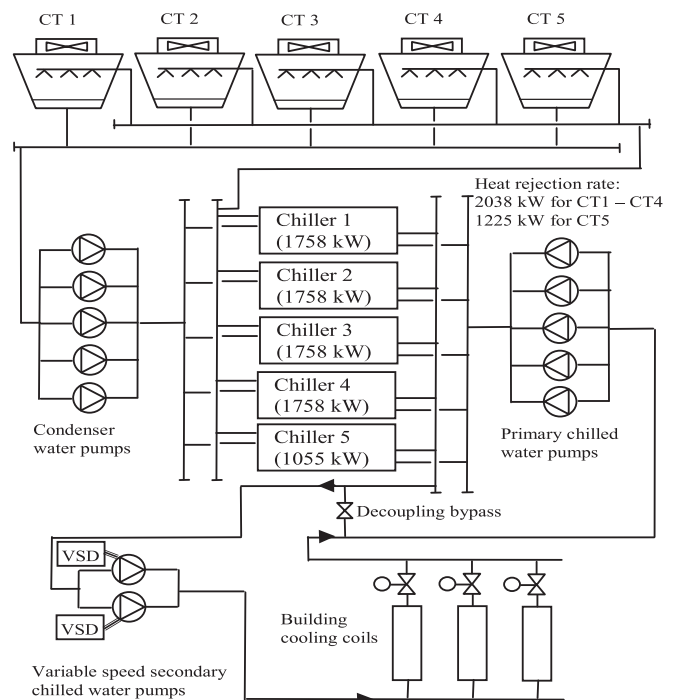 CT 1
CT 2
CT 3
CT 4
CT 5
Heat rejection rate:
2038 kW for CT1 – CT4
1225 kW for CT5
Chiller 1
(1758 kW)
Chiller 2
(1758 kW)
Chiller 3
(1758 kW)
Chiller 4
(1758 kW)
Chiller 5
(1055 kW)
Condenser
water pumps
Primary chilled
water pumps
Decoupling bypass
VSD
VSD
Building
cooling coils
Variable speed secondary
chilled water pumps